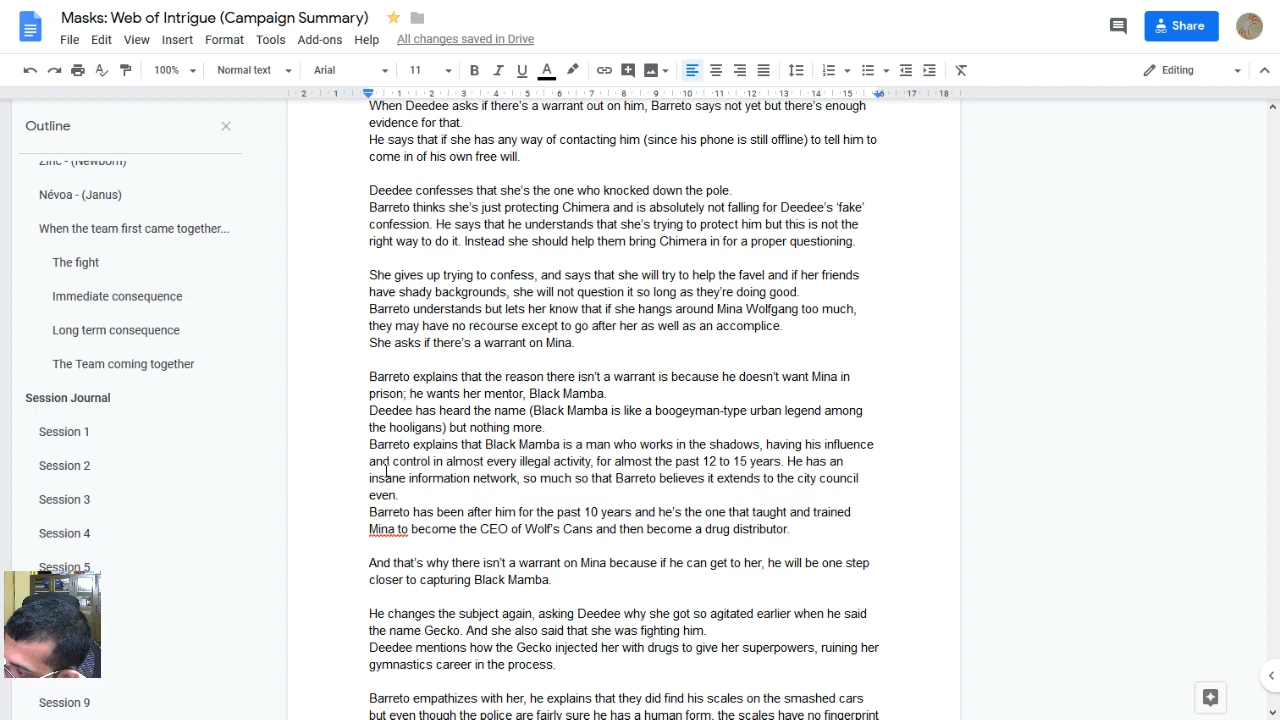 Masks: Web of Intrigue (Campaign Summary)
File Edit View Insert Format Tools Add-ons Help All changes saved in Drive
Share
100% Normal text Arial 11 B I U A Editing
2 1 1 2 3 4 5 6 7 8 9 10 11 12 13 14 15 16 17 18
Outline
Zinc - (Newborn)
Névoa - (Janus)
When the team first came together...
The fight
Immediate consequence
Long term consequence
The Team coming together
Session Journal
Session 1
Session 2
Session 3
Session 4
Session 5
Session 9
When Deedee asks if there's a warrant out on him, Barreto says not yet but there's enough
evidence for that.
He says that if she has any way of contacting him (since his phone is still offline) to tell him to
come in of his own free will.
Deedee confesses that she's the one who knocked down the pole.
Barreto thinks she's just protecting Chimera and is absolutely not falling for Deedee's ‘fake’
confession. He says that he understands that she's trying to protect him but this is not the
right way to do it. Instead she should help them bring Chimera in for a proper questioning.
She gives up trying to confess, and says that she will try to help the favel and if her friends
have shady backgrounds, she will not question it so long as they're doing good.
Barreto understands but lets her know that if she hangs around Mina Wolfgang too much,
they may have no recourse except to go after her as well as an accomplice.
She asks if there's a warrant on Mina.
Barreto explains that the reason there isn't a warrant is because he doesn't want Mina in
prison; he wants her mentor, Black Mamba.
Deedee has heard the name (Black Mamba is like a boogeyman-type urban legend among
the hooligans) but nothing more.
Barreto explains that Black Mamba is a man who works in the shadows, having his influence
and control in almost every illegal activity, for almost the past 12 to 15 years. He has an
insane information network, so much so that Barreto believes it extends to the city council
even.
Barreto has been after him for the past 10 years and he's the one that taught and trained
Mina to become the CEO of Wolf's Cans and then become a drug distributor.
And that's why there isn't a warrant on Mina because if he can get to her, he will be one step
closer to capturing Black Mamba.
He changes the subject again, asking Deedee why she got so agitated earlier when he said
the name Gecko. And she also said that she was fighting him.
Deedee mentions how the Gecko injected her with drugs to give her superpowers, ruining her
gymnastics career in the process.
Barreto empathizes with her, he explains that they did find his scales on the smashed cars
but even though the police are fairly sure he has a human form, the scales have no fingerprint